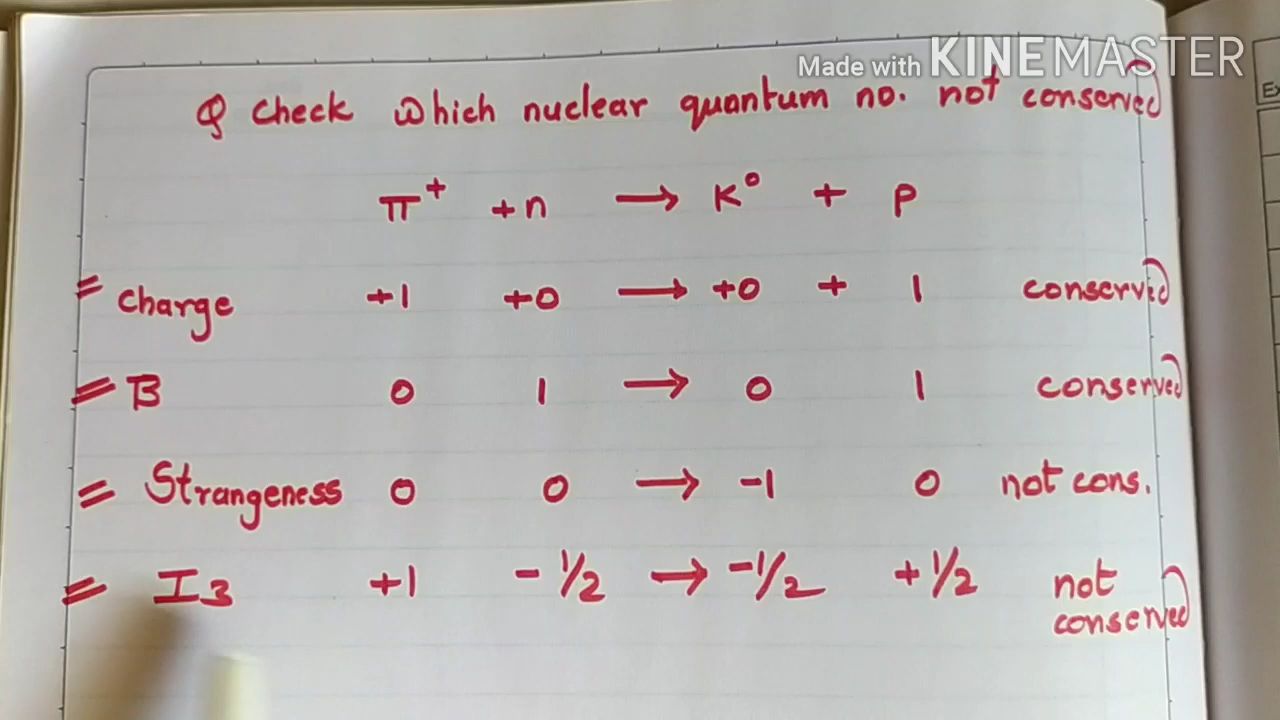 Made with KINEMASTER
Q Check which nuclear quantum no. not conserved
π⁺ + n → K⁰ + P
Charge +1 +0 → +0 + 1 conserved
B 0 1 → 0 1 conserved
Strangeness 0 0 → -1 0 not cons.
I3 +1 - 1/2 → -1/2 + 1/2 not
conserved